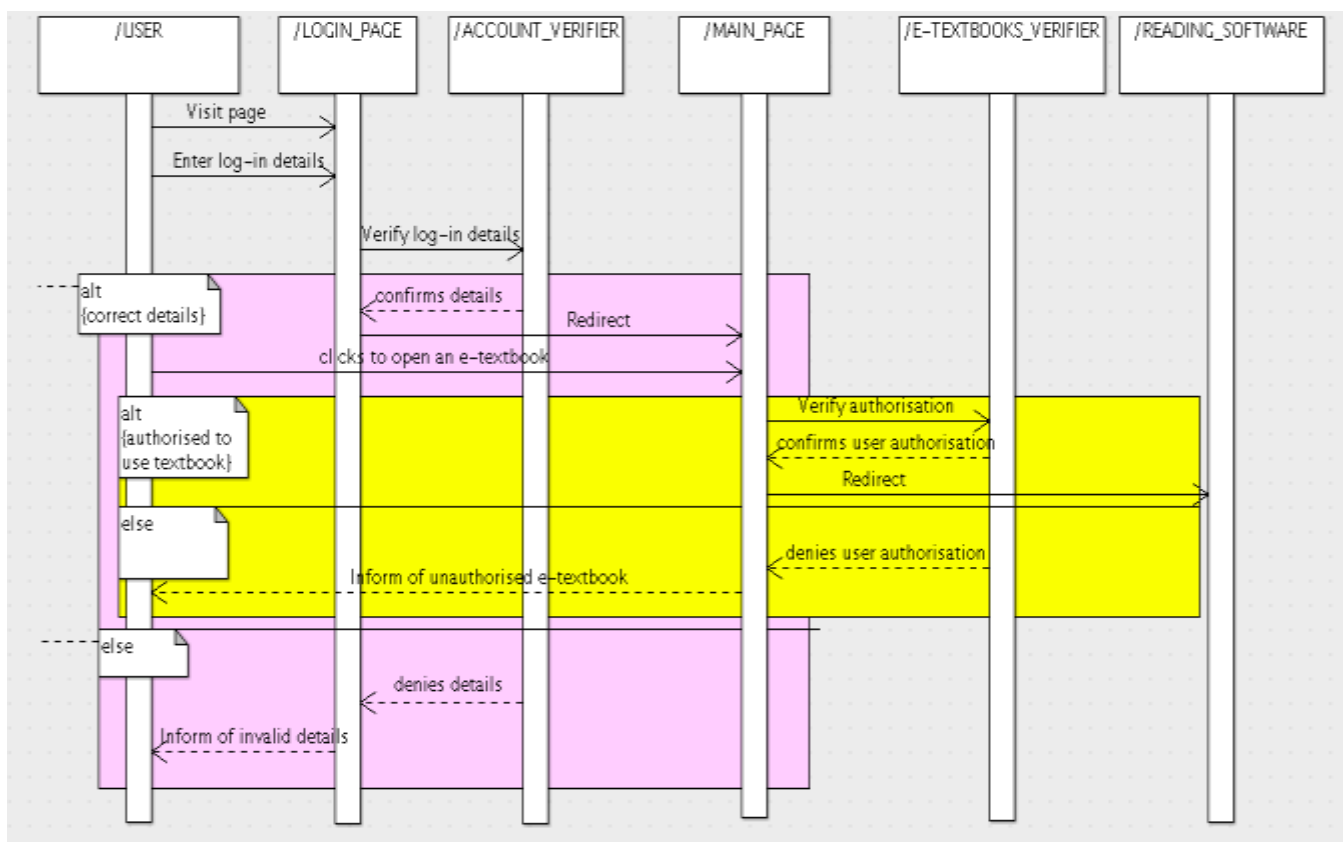 /USER
/LOGIN_PAGE
/ACCOUNT_VERIFIER
/MAIN_PAGE
/E-TEXTBOOKS_VERIFIER
/READING_SOFTWARE
Visit page
Enter log-in details
Verify log-in details
alt
{correct details}
confirms details
Redirect
clicks to open an e-textbook
alt
{authorised to
use textbook}
Verify authorisation
confirms user authorisation
Redirect
else
denies user authorisation
Inform of unauthorised e-textbook
else
denies details
Inform of invalid details